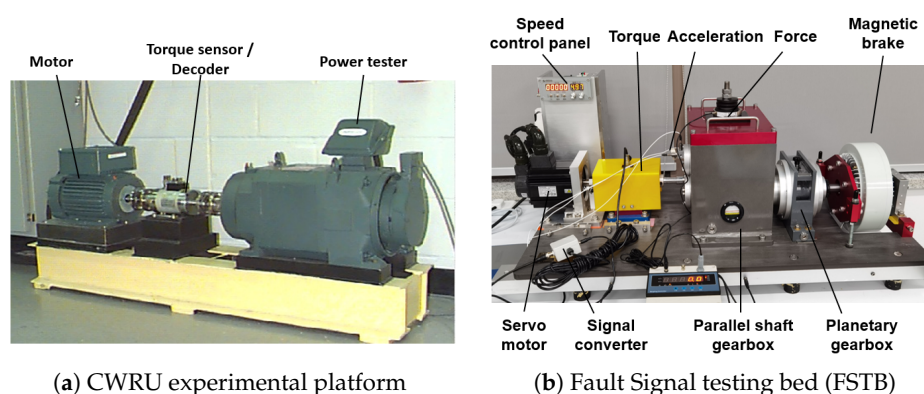 Motor
Torque sensor /
Decoder
Power tester
Speed
control panel
Torque
Acceleration
Force
Magnetic
brake
Servo
motor
Signal
converter
Parallel shaft
gearbox
Planetary
gearbox
(a) CWRU experimental platform
(b) Fault Signal testing bed (FSTB)